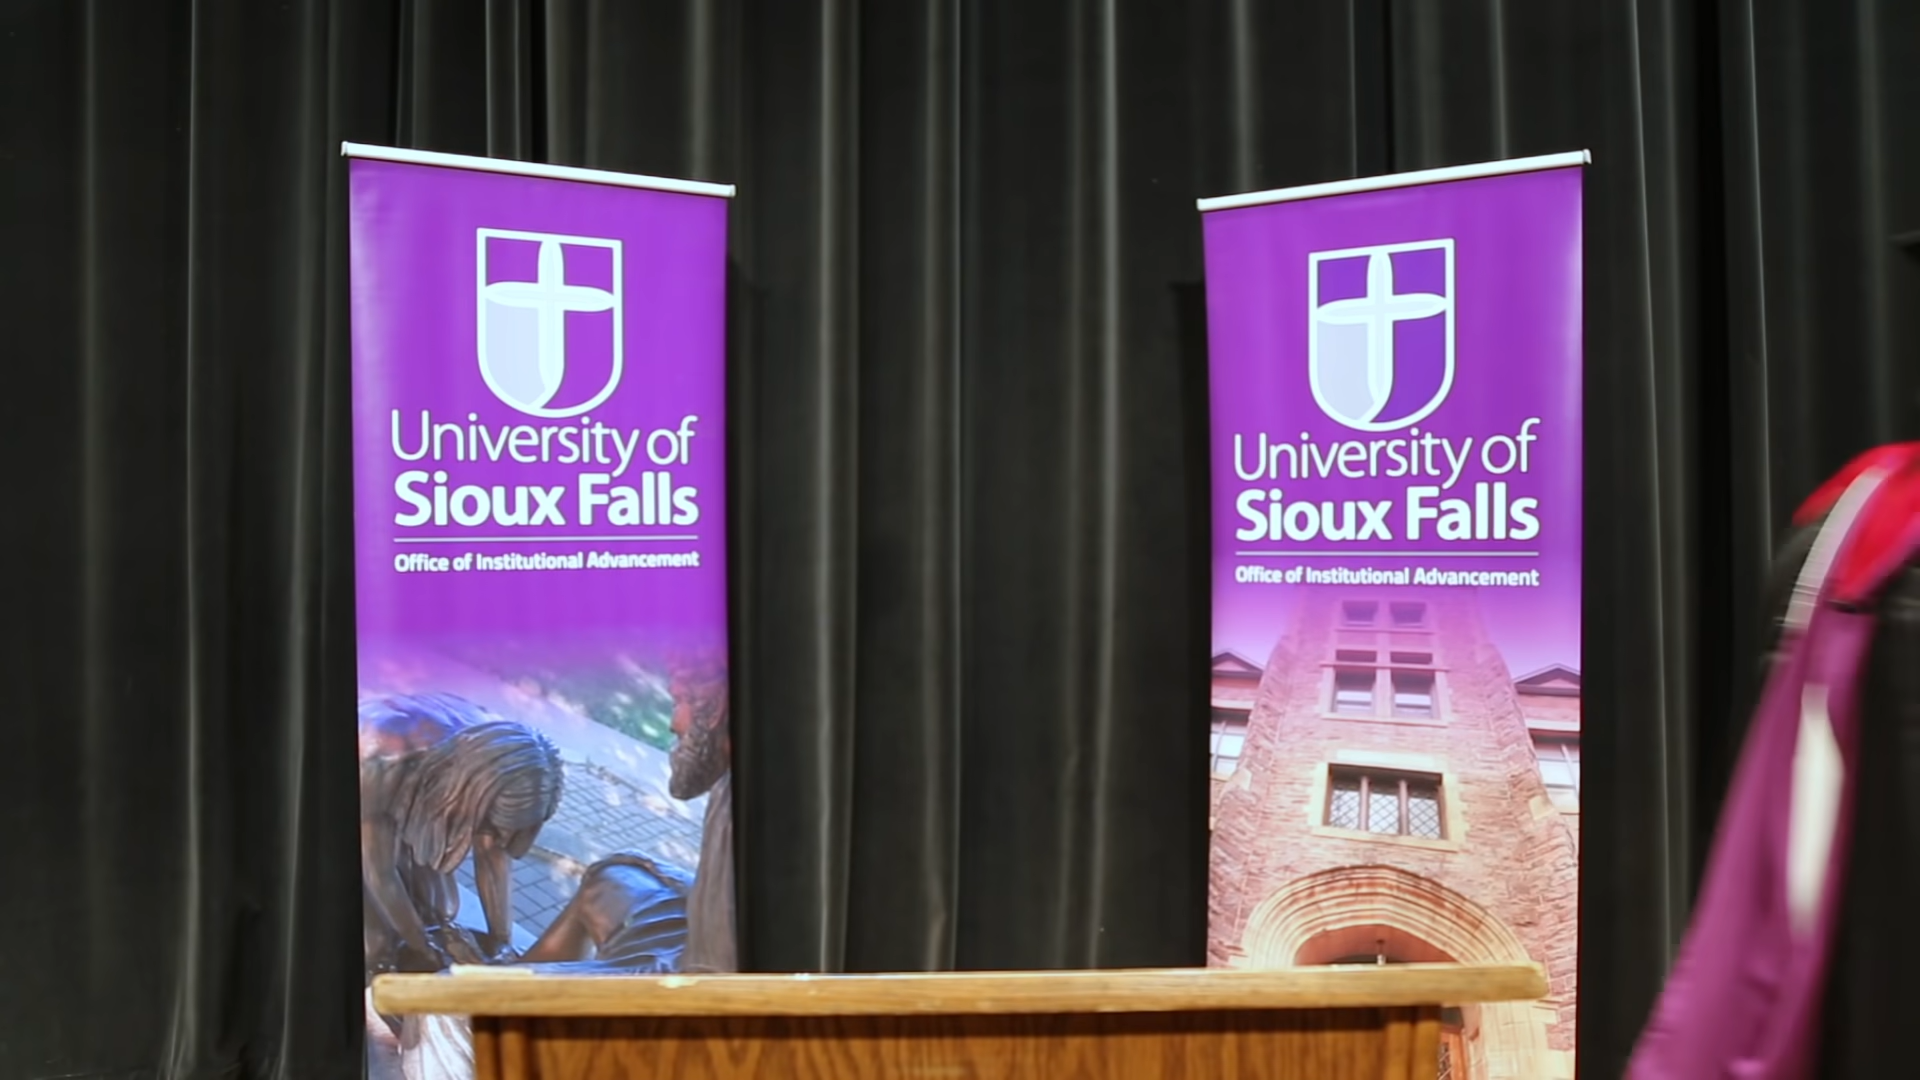 University of
Sioux Falls
Office of Institutional Advancement
University of
Sioux Falls
Office of Institutional Advancement